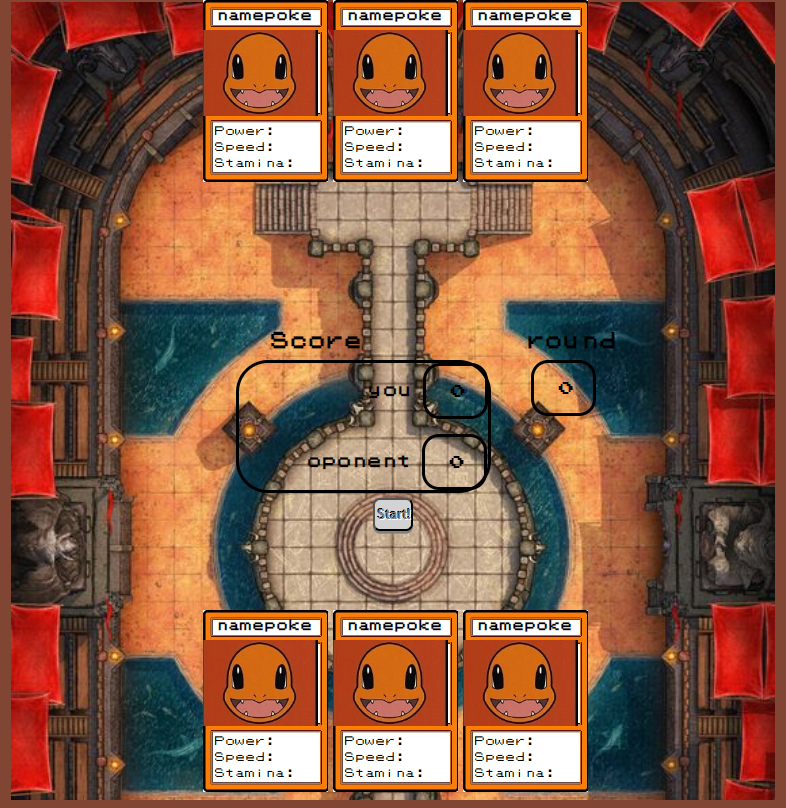 namepoke namepoke namepoke
Power: Power: Power:
Speed: Speed: Speed:
Stamina: Stamina: Stamina:
Score round
you 0 0
oponent 0
Start!
namepoke namepoke namepoke
Power: Power: Power:
Speed: Speed: Speed:
Stamina: Stamina: Stamina: